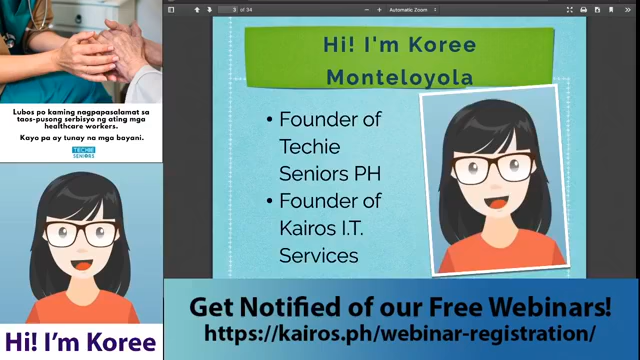 3 of 34
Automatic Zoom
Hi! I'm Koree
Monteloyola
• Founder of
Techie
Seniors PH
• Founder of
Kairos I.T.
Services
Lubos po kaming nagpapasalamat sa
taos-pusong serbisyo ng ating mga
healthcare workers.
Kayo po ay tunay na mga bayani.
TECHIE
SENIORS
Hi! I'm Koree
Get Notified of our Free Webinars!
https://kairos.ph/webinar-registration/